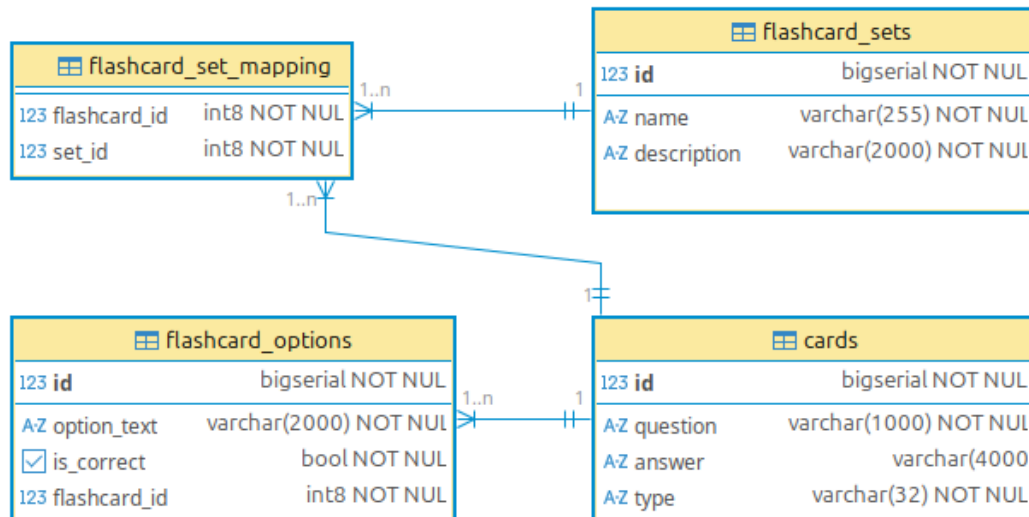 flashcard_set_mapping
123 flashcard_id int8 NOT NUL
123 set_id int8 NOT NUL
1..n
1
flashcard_sets
123 id bigserial NOT NUL
A-Z name varchar(255) NOT NUL
A-Z description varchar(2000) NOT NUL
1..n
1
flashcard_options
123 id bigserial NOT NUL
A-Z option_text varchar(2000) NOT NUL
is_correct bool NOT NUL
123 flashcard_id int8 NOT NUL
1..n
1
cards
123 id bigserial NOT NUL
A-Z question varchar(1000) NOT NUL
A-Z answer varchar(4000
A-Z type varchar(32) NOT NUL